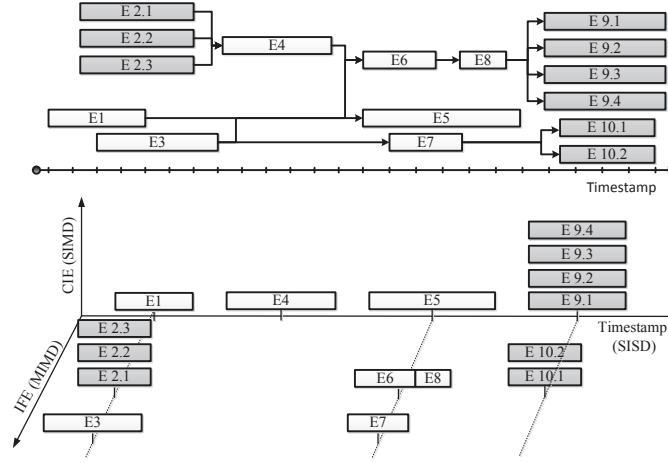 E 2.1
E 2.2
E 2.3
E4
E6
E8
E 9.1
E 9.2
E 9.3
E 9.4
E1
E5
E3
E7
E 10.1
E 10.2
Timestamp
CIE (SIMD)
E 9.4
E 9.3
E 9.2
E 9.1
E1
E4
E5
Timestamp
(SISD)
IFE (MIMD)
E 2.3
E 2.2
E 2.1
E3
E6
E8
E7
E 10.2
E 10.1